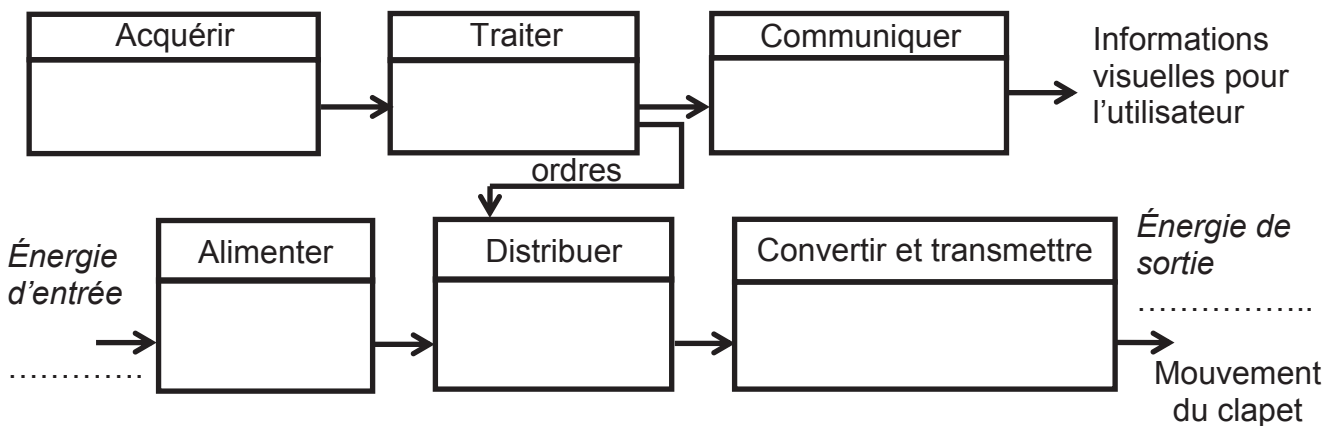 Acquérir
Traiter
Communiquer
Informations
visuelles pour
l’utilisateur
ordres
Énergie
d’entrée
………….
Alimenter
Distribuer
Convertir et transmettre
Énergie de
sortie
……………..
Mouvement
du clapet